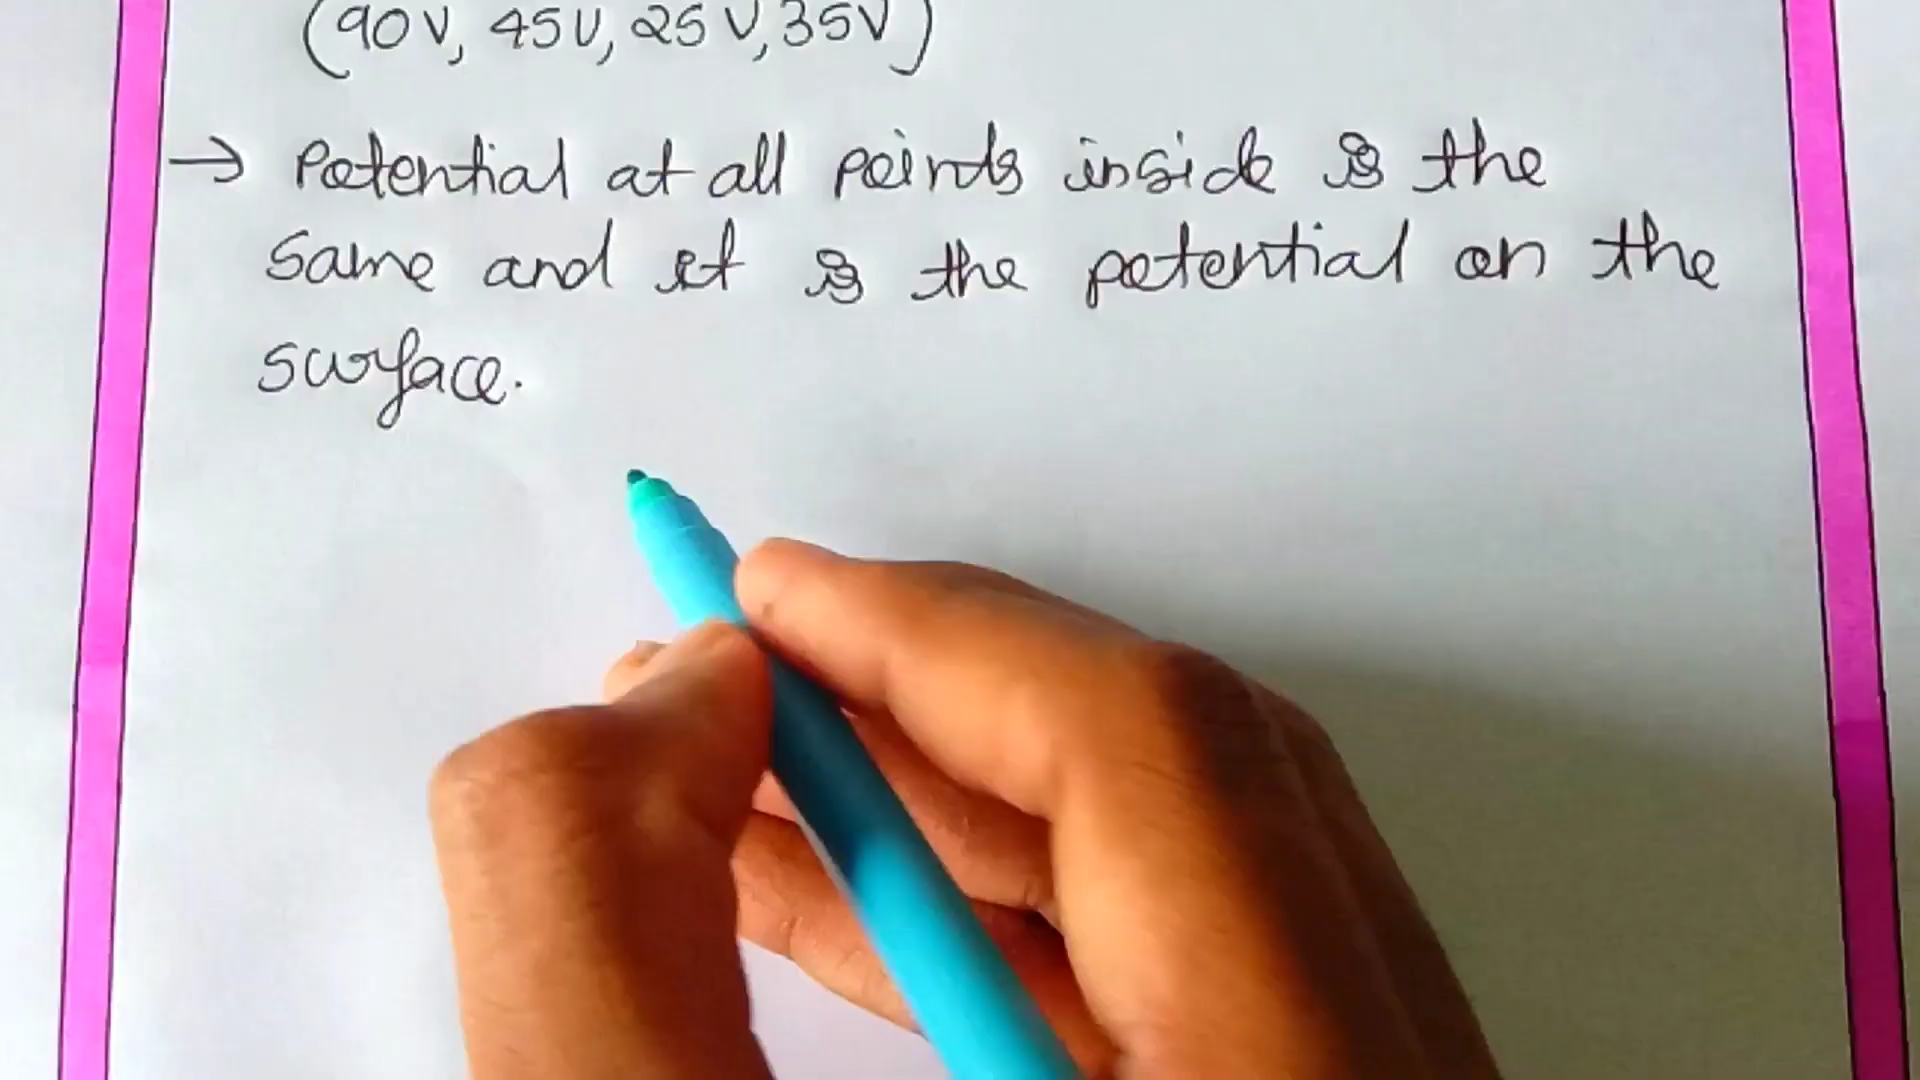 (90V, 45V, 25V, 35V)
→ Potential at all points inside is the
same and it is the potential on the
surface.